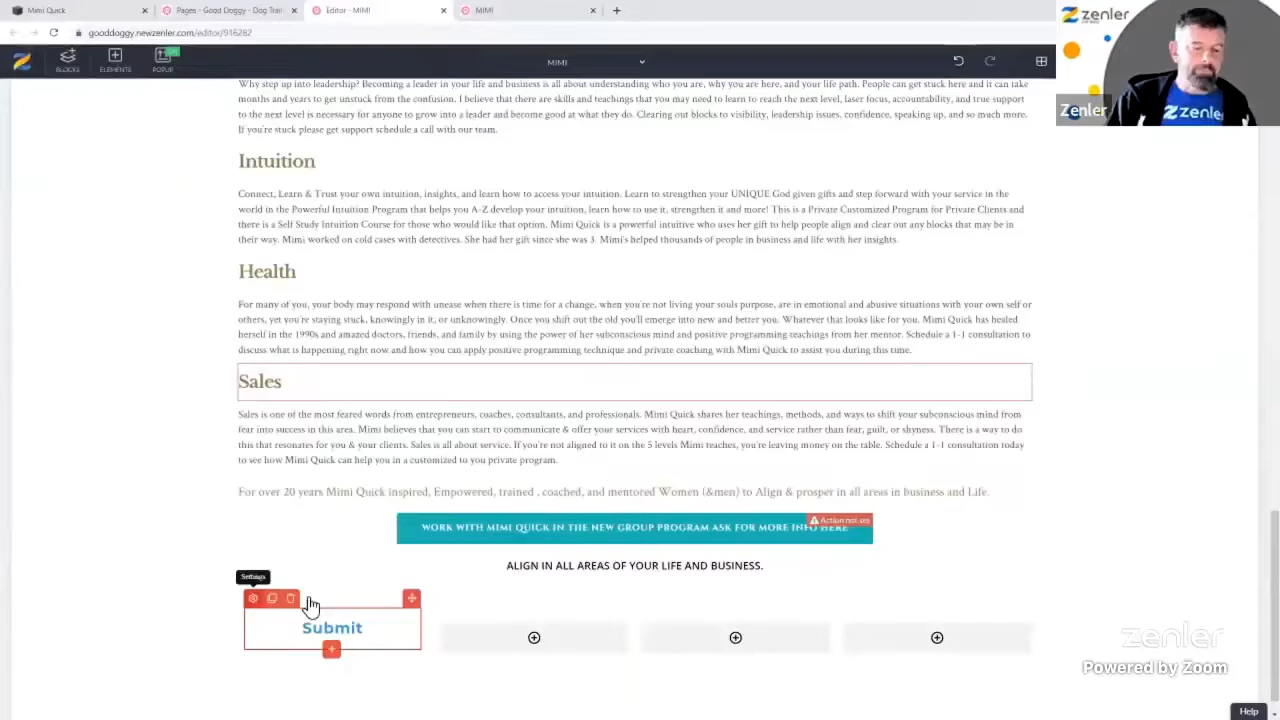 Mimi Quick
Pages - Good Doggy - Dog Trai
Editor - MIMI
MIMI
gooddoggy.newzenler.com/editor/916282
zenler
BLOCKS
ELEMENTS
POPUP
MIMI
Zenler
Zenler
Why step up into leadership? Becoming a leader in your life and business is all about understanding who you are, why you are here, and your life path. People can get stuck here and it can take
months and years to get unstuck from the confusion. I believe that there are skills and teachings that you may need to learn to reach the next level, laser focus, accountability, and true support
to the next level is necessary for anyone to grow into a leader and become good at what they do. Clearing out blocks to visibility, leadership issues, confidence, speaking up, and so much more.
If you're stuck please get support schedule a call with our team.
Intuition
Connect, Learn & Trust your own intuition, insights, and learn how to access your intuition. Learn to strengthen your UNIQUE God given gifts and step forward with your service in the
world in the Powerful Intuition Program that helps you A-Z develop your intuition, learn how to use it, strengthen it and more! This is a Private Customized Program for Private Clients and
there is a Self Study Intuition Course for those who would like that option. Mimi Quick is a powerful intuitive who uses her gift to help people align and clear out any blocks that may be in
their way. Mimi worked on cold cases with detectives. She had her gift since she was 3. Mimi's helped thousands of people in business and life with her insights.
Health
For many of you, your body may respond with unease when there is time for a change, when you're not living your souls purpose, are in emotional and abusive situations with your own self or
others, yet you're staying stuck, knowingly in it, or unknowingly. Once you shift out the old you'll emerge into new and better you. Whatever that looks like for you. Mimi Quick has healed
herself in the 1990s and amazed doctors, friends, and family by using the power of her subconscious mind and positive programming teachings from her mentor. Schedule a 1-1 consultation to
discuss what is happening right now and how you can apply positive programming technique and private coaching with Mimi Quick to assist you during this time.
Sales
Sales is one of the most feared words from entrepreneurs, coaches, consultants, and professionals. Mimi Quick shares her teachings, methods, and ways to shift your subconscious mind from
fear into success in this area. Mimi believes that you can start to communicate & offer your services with heart, confidence, and service rather than fear, guilt, or shyness. There is a way to do
this that resonates for you & your clients. Sales is all about service. If you're not aligned to it on the 5 levels Mimi teaches, you're leaving money on the table. Schedule a 1-1 consultation today
to see how Mimi Quick can help you in a customized to you private program.
For over 20 years Mimi Quick inspired, Empowered, trained , coached, and mentored Women (&men) to Align & prosper in all areas in business and Life.
Action not set
WORK WITH MIMI QUICK IN THE NEW GROUP PROGRAM ASK FOR MORE INFO HERE
ALIGN IN ALL AREAS OF YOUR LIFE AND BUSINESS.
Settings
Submit
zenler
Powered by Zoom
Help